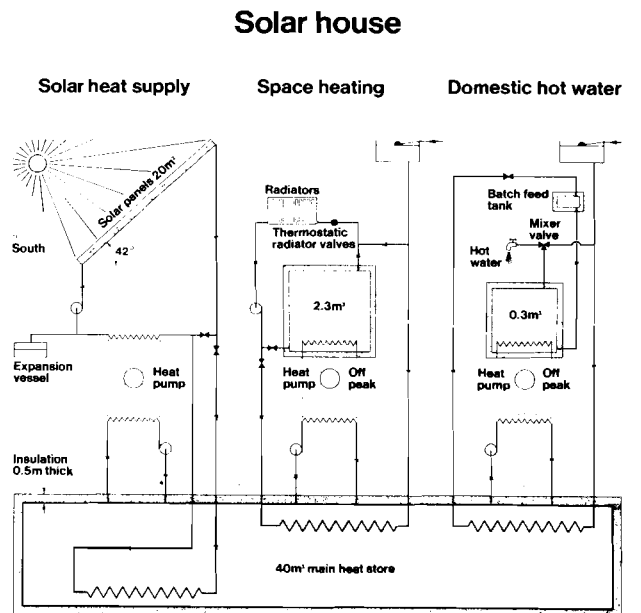 Solar house
Solar heat supply
Space heating
Domestic hot water
Solar panels 20m²
South
42°
Expansion
vessel
Heat
pump
Insulation
0.5m thick
Radiators
Thermostatic
radiator valves
2.3m³
Heat
pump
Off
peak
Batch feed
tank
Mixer
valve
Hot
water
0.3m³
Heat
pump
Off
peak
40m³ main heat store